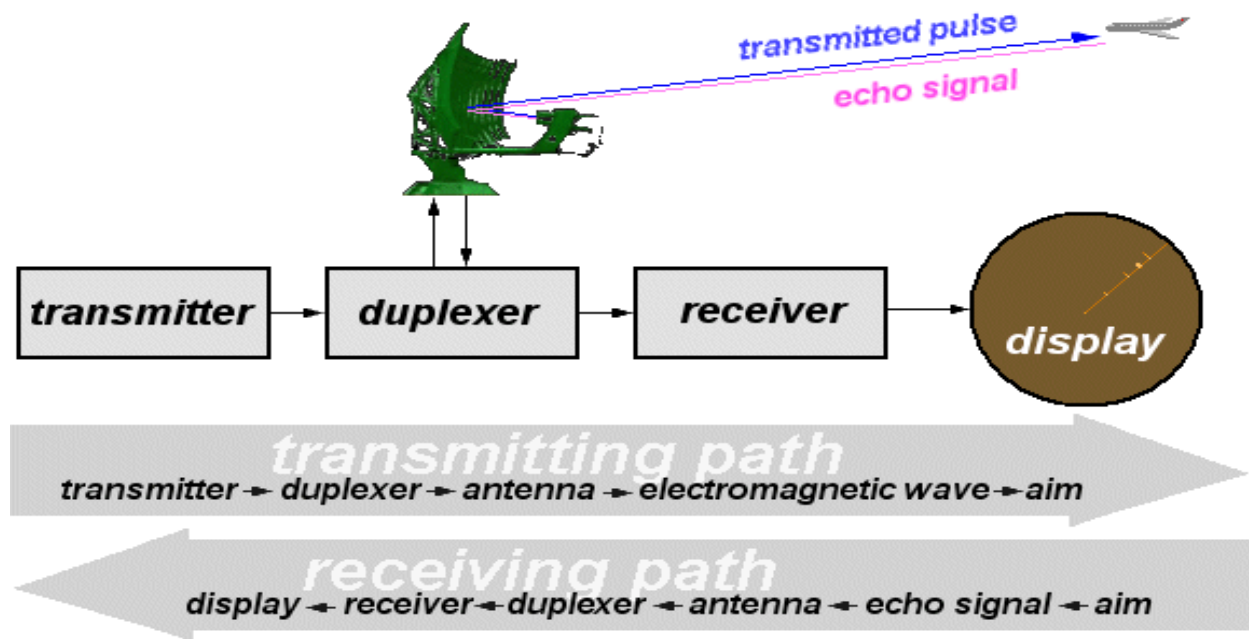 transmitted pulse
echo signal
transmitter
duplexer
receiver
display
transmitting path
transmitter → duplexer → antenna → electromagnetic wave → aim
receiving path
display ← receiver ← duplexer ← antenna ← echo signal ← aim